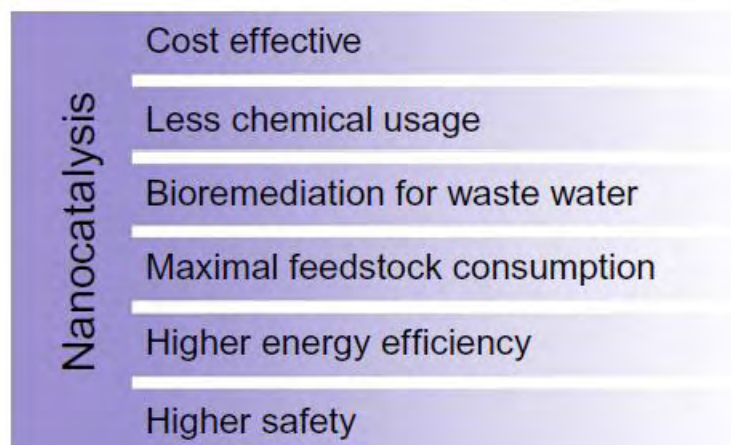 Nanocatalysis
Cost effective
Less chemical usage
Bioremediation for waste water
Maximal feedstock consumption
Higher energy efficiency
Higher safety